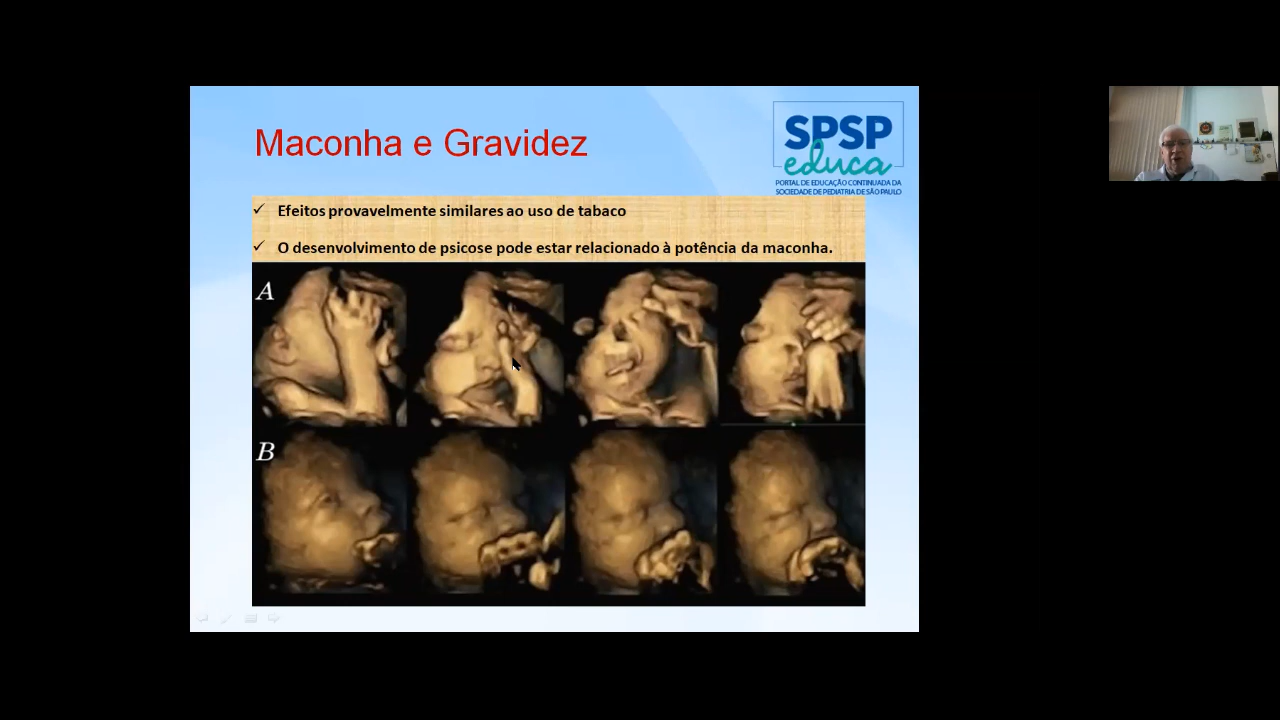 Maconha e Gravidez
SPSP
educa
PORTAL DE EDUCAÇÃO CONTINUADA DA
SOCIEDADE DE PEDIATRIA DE SÃO PAULO
✓ Efeitos provavelmente similares ao uso de tabaco
✓ O desenvolvimento de psicose pode estar relacionado à potência da maconha.
A
B